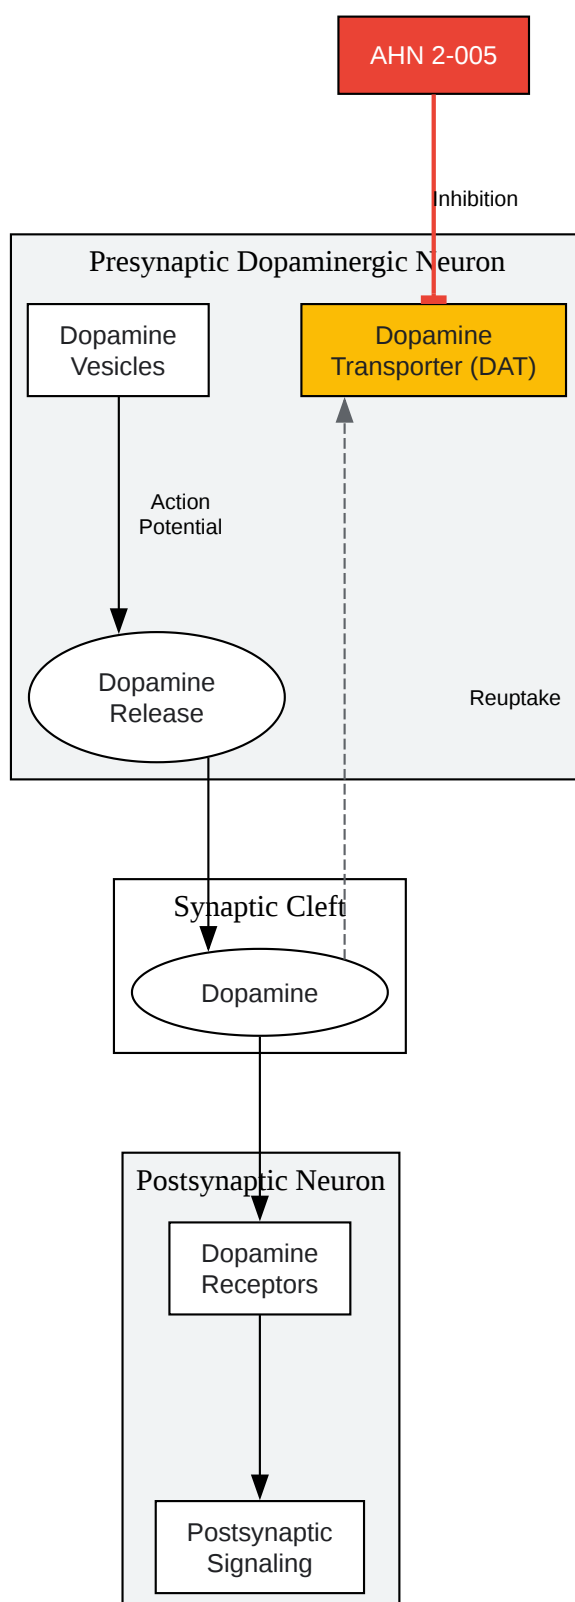 AHN 2-005
Inhibition
Presynaptic Dopaminergic Neuron
Dopamine
Vesicles
Dopamine
Transporter (DAT)
Action
Potential
Dopamine
Release
Reuptake
Synaptic Cleft
Dopamine
Postsynaptic Neuron
Dopamine
Receptors
Postsynaptic
Signaling